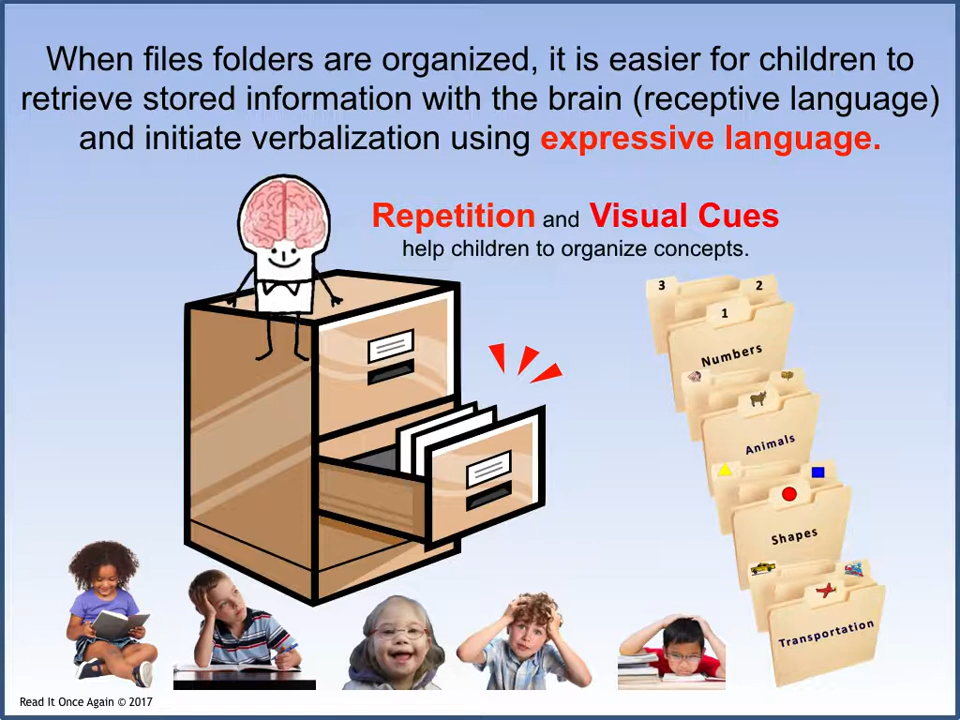 When files folders are organized, it is easier for children to
retrieve stored information with the brain (receptive language)
and initiate verbalization using expressive language.
Repetition and Visual Cues
help children to organize concepts.
3
2
1
Numbers
Animals
Shapes
Transportation
Read It Once Again © 2017